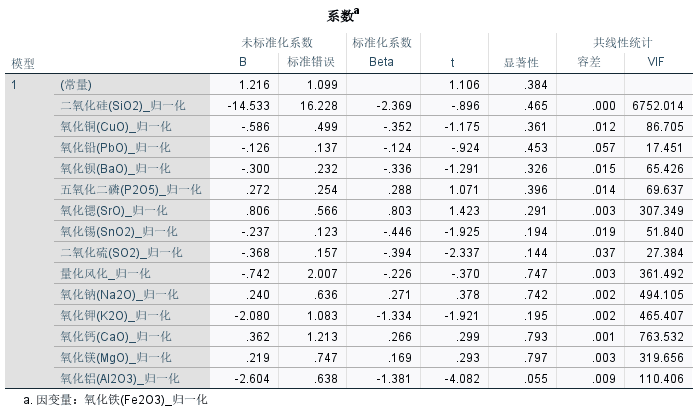 系数a
未标准化系数 标准化系数 共线性统计
模型 B 标准错误 Beta t 显著性 容差 VIF
1 (常量) 1.216 1.099 1.106 .384
二氧化硅(SiO2)_归一化 -14.533 16.228 -2.369 -.896 .465 .000 6752.014
氧化铜(CuO)_归一化 -.586 .499 -.352 -1.175 .361 .012 86.705
氧化铅(PbO)_归一化 -.126 .137 -.124 -.924 .453 .057 17.451
氧化钡(BaO)_归一化 -.300 .232 -.336 -1.291 .326 .015 65.426
五氧化二磷(P2O5)_归一化 .272 .254 .288 1.071 .396 .014 69.637
氧化锶(SrO)_归一化 .806 .566 .803 1.423 .291 .003 307.349
氧化锡(SnO2)_归一化 -.237 .123 -.446 -1.925 .194 .019 51.840
二氧化硫(SO2)_归一化 -.368 .157 -.394 -2.337 .144 .037 27.384
量化风化_归一化 -.742 2.007 -.226 -.370 .747 .003 361.492
氧化钠(Na2O)_归一化 .240 .636 .271 .378 .742 .002 494.105
氧化钾(K2O)_归一化 -2.080 1.083 -1.334 -1.921 .195 .002 465.407
氧化钙(CaO)_归一化 .362 1.213 .266 .299 .793 .001 763.532
氧化镁(MgO)_归一化 .219 .747 .169 .293 .797 .003 319.656
氧化铝(Al2O3)_归一化 -2.604 .638 -1.381 -4.082 .055 .009 110.406
a. 因变量：氧化铁(Fe2O3)_归一化